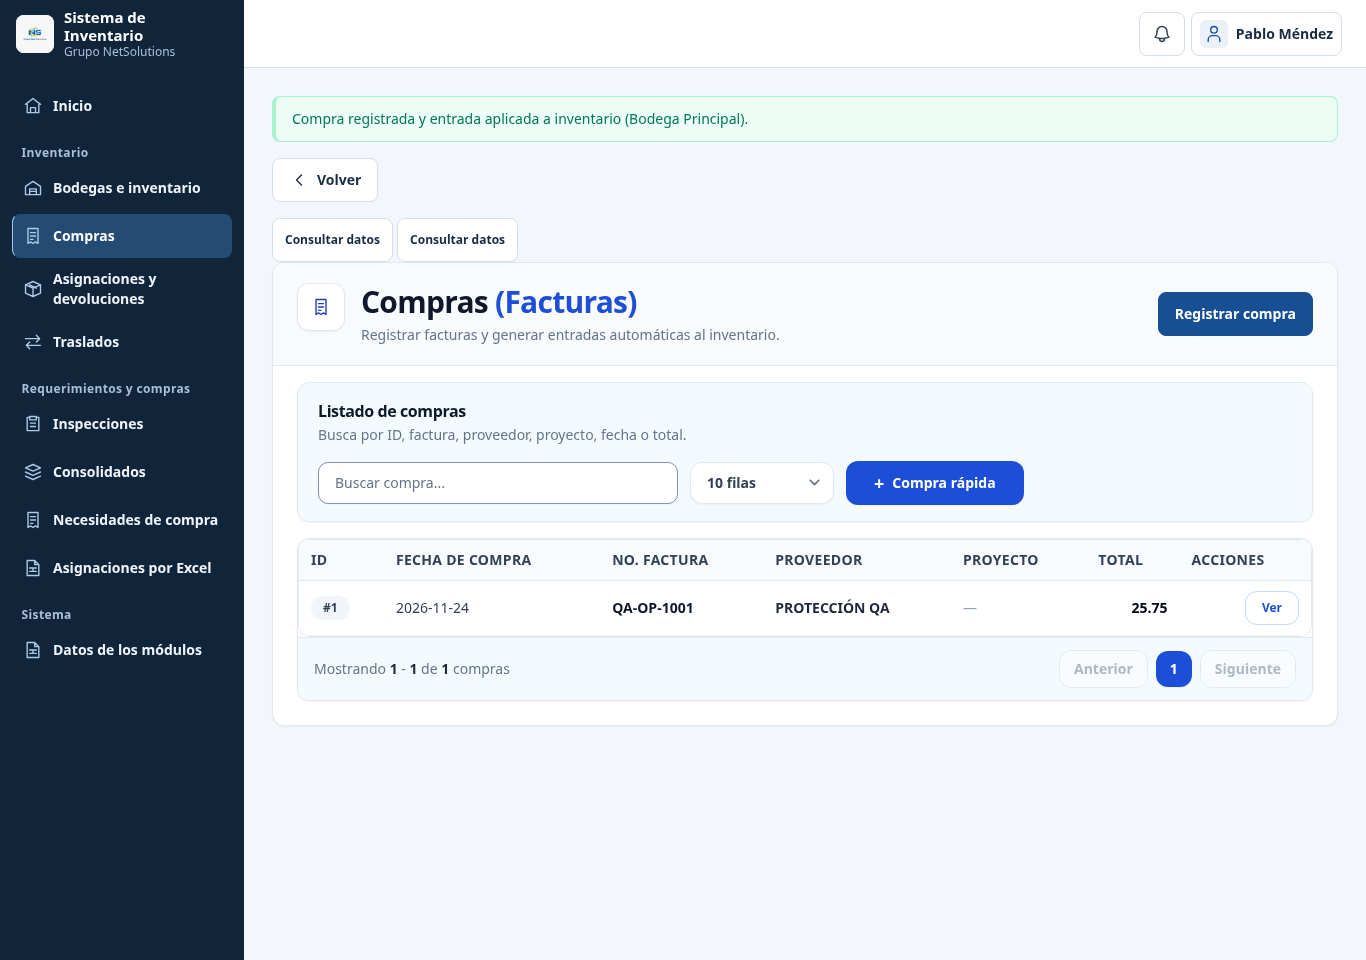 Sistema de
Inventario
Grupo NetSolutions
Pablo Méndez
Inicio
Inventario
Bodegas e inventario
Compras
Asignaciones y
devoluciones
Traslados
Requerimientos y compras
Inspecciones
Consolidados
Necesidades de compra
Asignaciones por Excel
Sistema
Datos de los módulos
Compra registrada y entrada aplicada a inventario (Bodega Principal).
Volver
Consultar datos Consultar datos
Compras (Facturas)
Registrar facturas y generar entradas automáticas al inventario.
Registrar compra
Listado de compras
Busca por ID, factura, proveedor, proyecto, fecha o total.
Buscar compra... 10 filas + Compra rápida
ID FECHA DE COMPRA NO. FACTURA PROVEEDOR PROYECTO TOTAL ACCIONES
#1 2026-11-24 QA-OP-1001 PROTECCIÓN QA — 25.75 Ver
Mostrando 1 - 1 de 1 compras Anterior 1 Siguiente